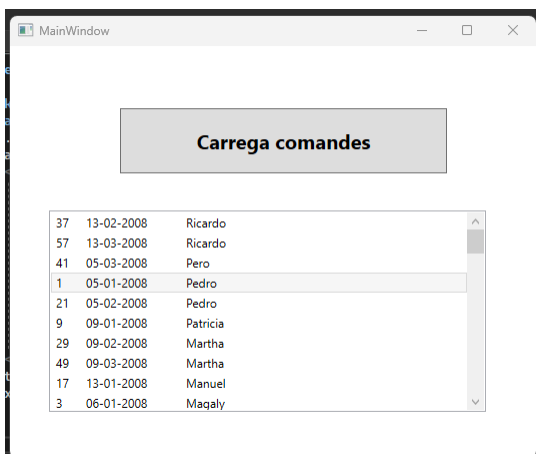 MainWindow
Carrega comandes
37 13-02-2008 Ricardo
57 13-03-2008 Ricardo
41 05-03-2008 Pero
1 05-01-2008 Pedro
21 05-02-2008 Pedro
9 09-01-2008 Patricia
29 09-02-2008 Martha
49 09-03-2008 Martha
17 13-01-2008 Manuel
3 06-01-2008 Magaly